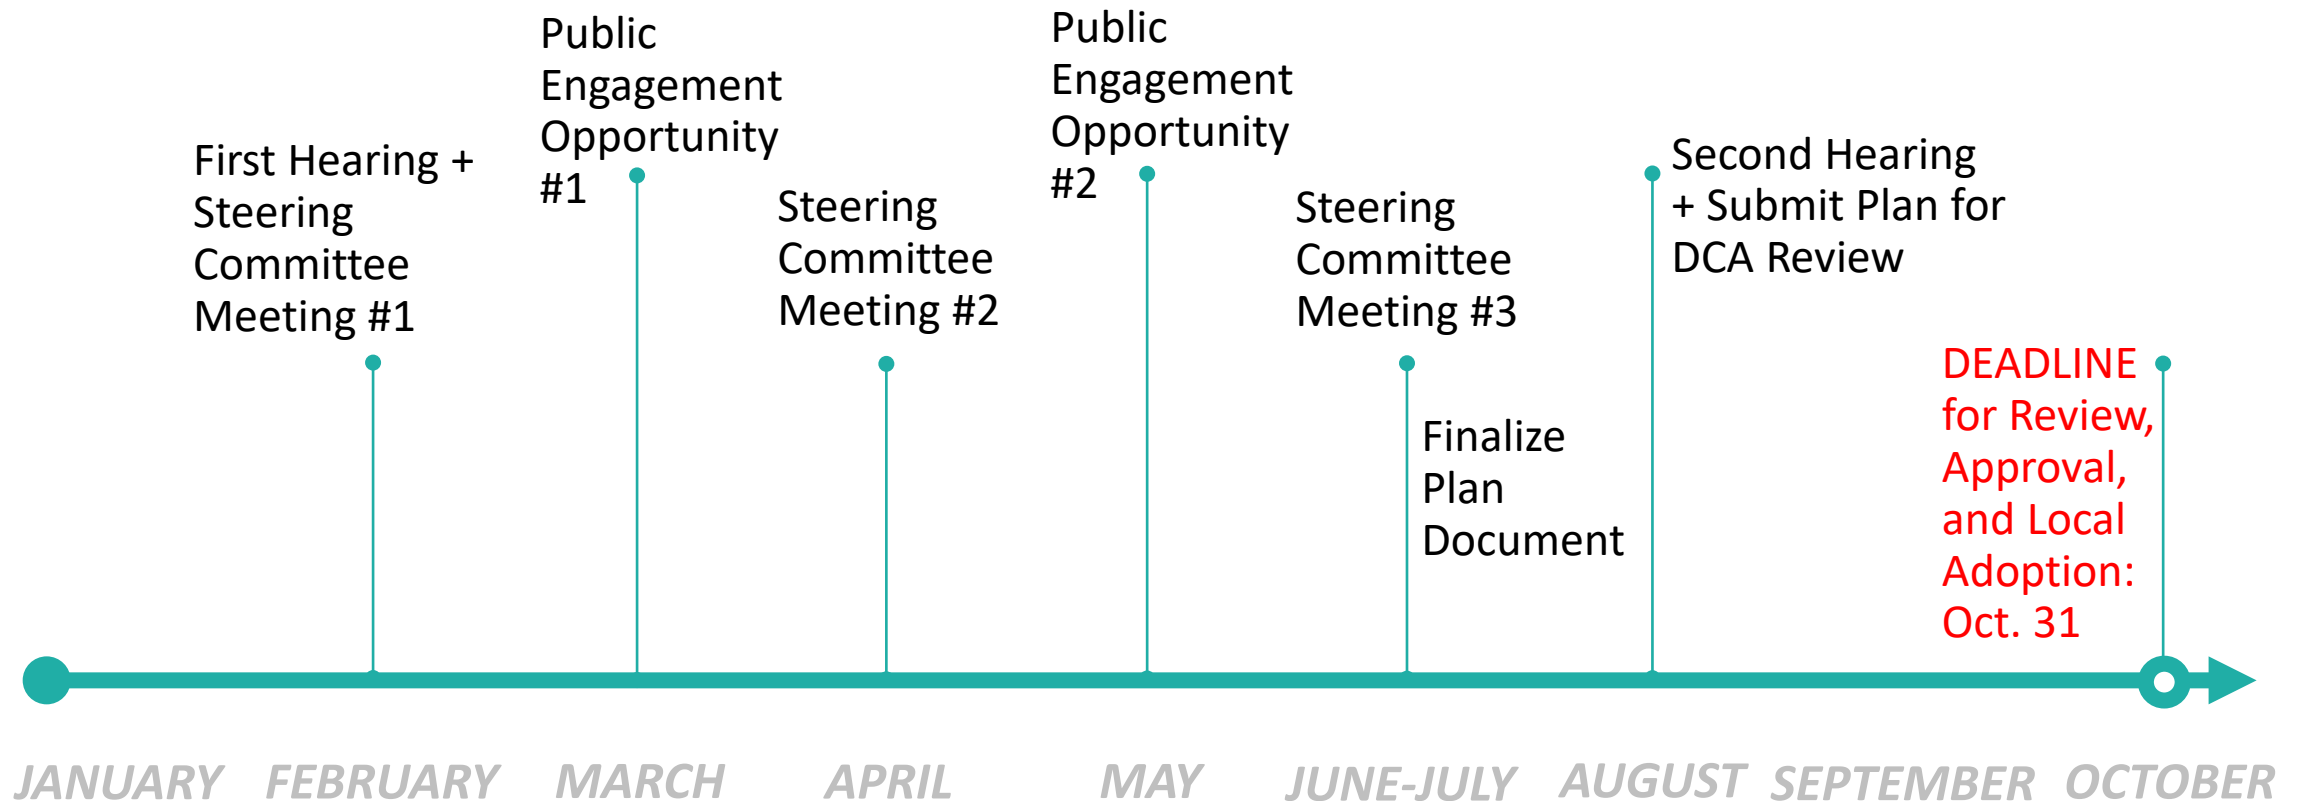 First Hearing +
Steering
Committee
Meeting #1
Public
Engagement
Opportunity
#1
Steering
Committee
Meeting #2
Public
Engagement
Opportunity
#2
Steering
Committee
Meeting #3
Finalize
Plan
Document
Second Hearing
+ Submit Plan for
DCA Review
DEADLINE
for Review,
Approval,
and Local
Adoption:
Oct. 31
JANUARY FEBRUARY MARCH APRIL MAY JUNE-JULY AUGUST SEPTEMBER OCTOBER